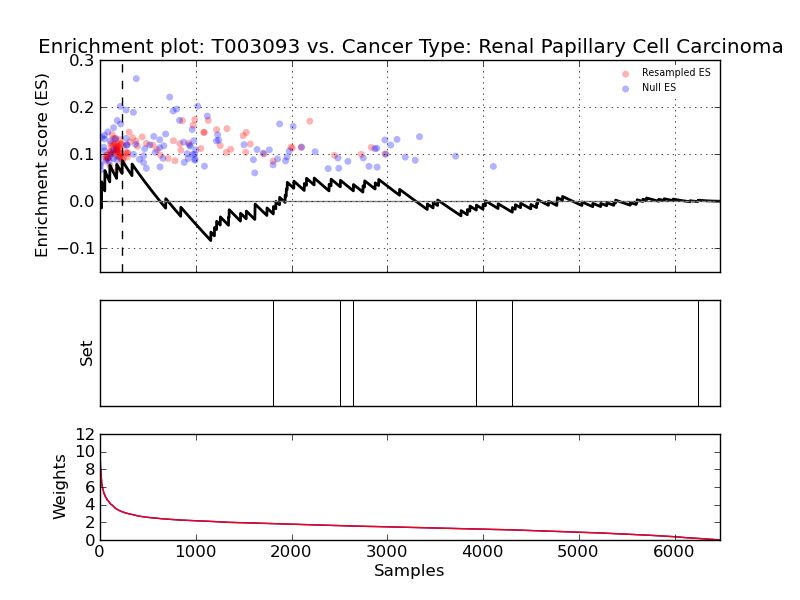 Enrichment plot: T003093 vs. Cancer Type: Renal Papillary Cell Carcinoma
Enrichment score (ES)
0.3
0.2
0.1
0.0
−0.1
Resampled ES
Null ES
Set
Weights
12
10
8
6
4
2
0
0 1000 2000 3000 4000 5000 6000
Samples